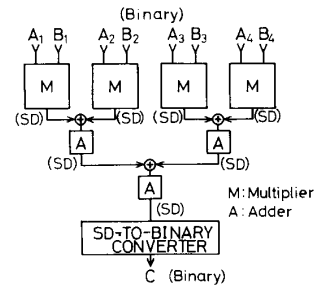 (Binary)
A1 B1 A2 B2 A3 B3 A4 B4
M M M M
(SD) (SD) (SD) (SD)
A A
(SD) (SD)
A
(SD)
M: Multiplier
A: Adder
SD-TO-BINARY
CONVERTER
C (Binary)